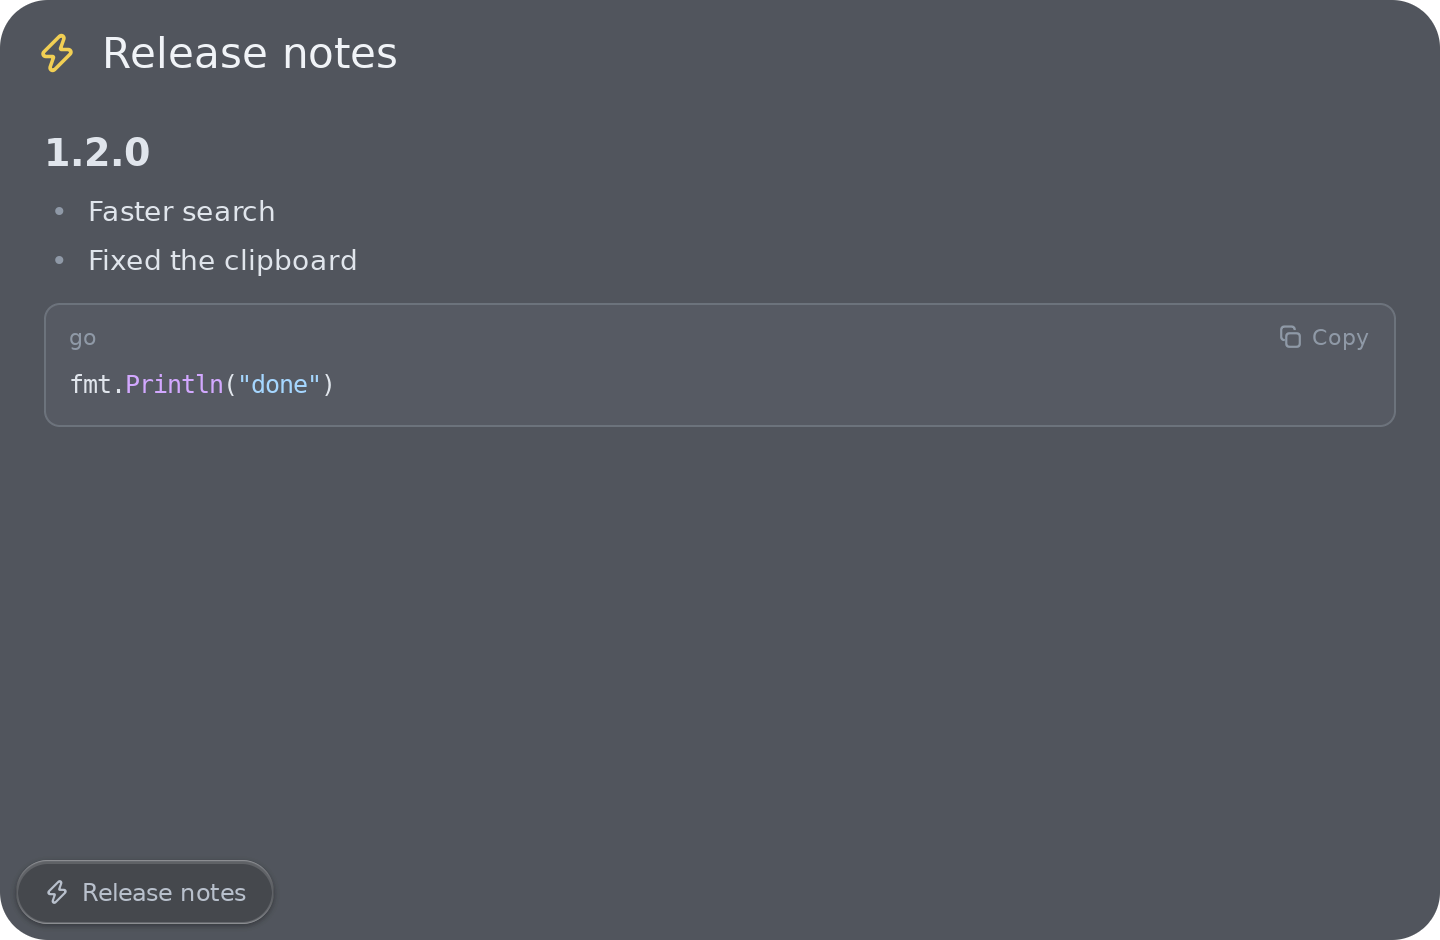 Release notes
1.2.0
• Faster search
• Fixed the clipboard
go
Copy
fmt.Println("done")
Release notes